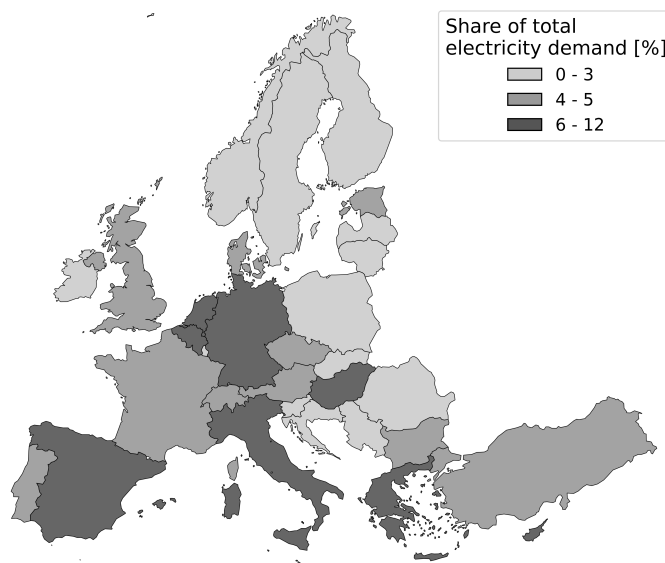 Share of total
electricity demand [%]
0 - 3
4 - 5
6 - 12